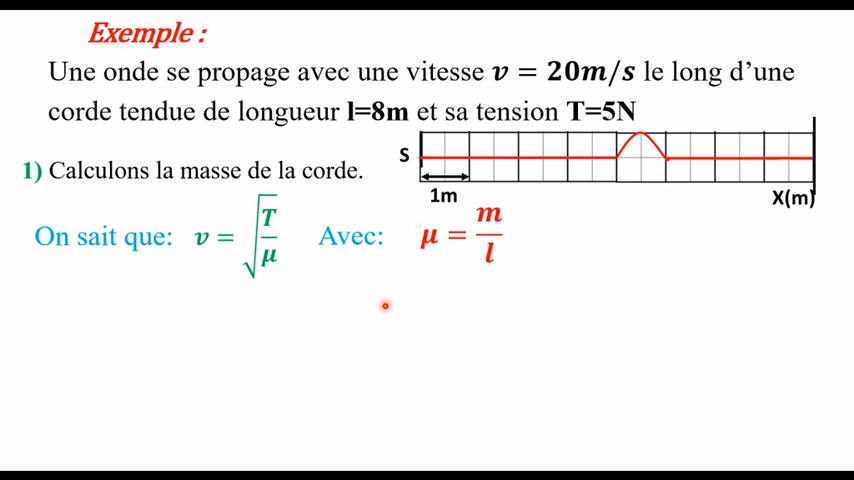 Exemple :
Une onde se propage avec une vitesse v = 20m/s le long d’une
corde tendue de longueur l=8m et sa tension T=5N
S
1) Calculons la masse de la corde.
1m X(m)
On sait que: v = √(T/μ) Avec: μ = m/l